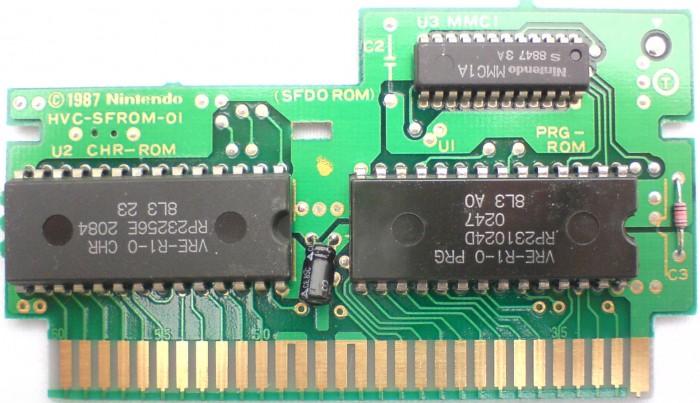 U3 MMC1
C2
Nintendo
MMC1A
S 8847 3A
T
©1987 Nintendo
HVC-SFROM-01
(SFDOROM)
U2 CHR-ROM
U1
PRG-
ROM
VRE-R1-0 CHR
RP23256E 2084
8L3 23
VRE-R1-0 PRG
RP231024D
0247
8L3 A0
C3
60
55
50
35